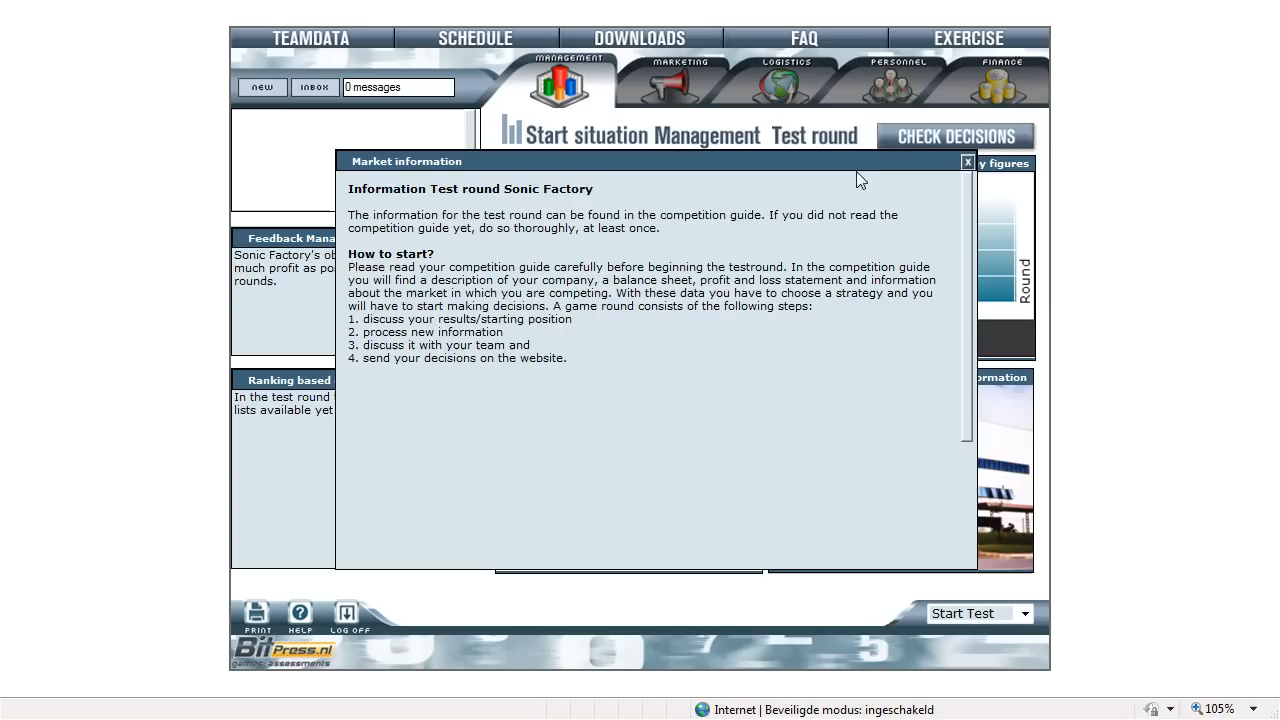 TEAMDATA
SCHEDULE
DOWNLOADS
FAQ
EXERCISE
MANAGEMENT
MARKETING
LOGISTICS
PERSONNEL
FINANCE
NEW
INBOX
0 messages
Start situation Management Test round
CHECK DECISIONS
Market information
x
y figures
Information Test round Sonic Factory
The information for the test round can be found in the competition guide. If you did not read the
competition guide yet, do so thoroughly, at least once.
How to start?
Please read your competition guide carefully before beginning the testround. In the competition guide
you will find a description of your company, a balance sheet, profit and loss statement and information
about the market in which you are competing. With these data you have to choose a strategy and you
will have to start making decisions. A game round consists of the following steps:
1. discuss your results/starting position
2. process new information
3. discuss it with your team and
4. send your decisions on the website.
Feedback Mana
Sonic Factory's ob
much profit as po
rounds.
Round
Ranking based
In the test round
lists available yet
ormation
PRINT
HELP
LOG OFF
Start Test
BitPress.nl
games-assessments
Internet | Beveiligde modus: ingeschakeld
105%